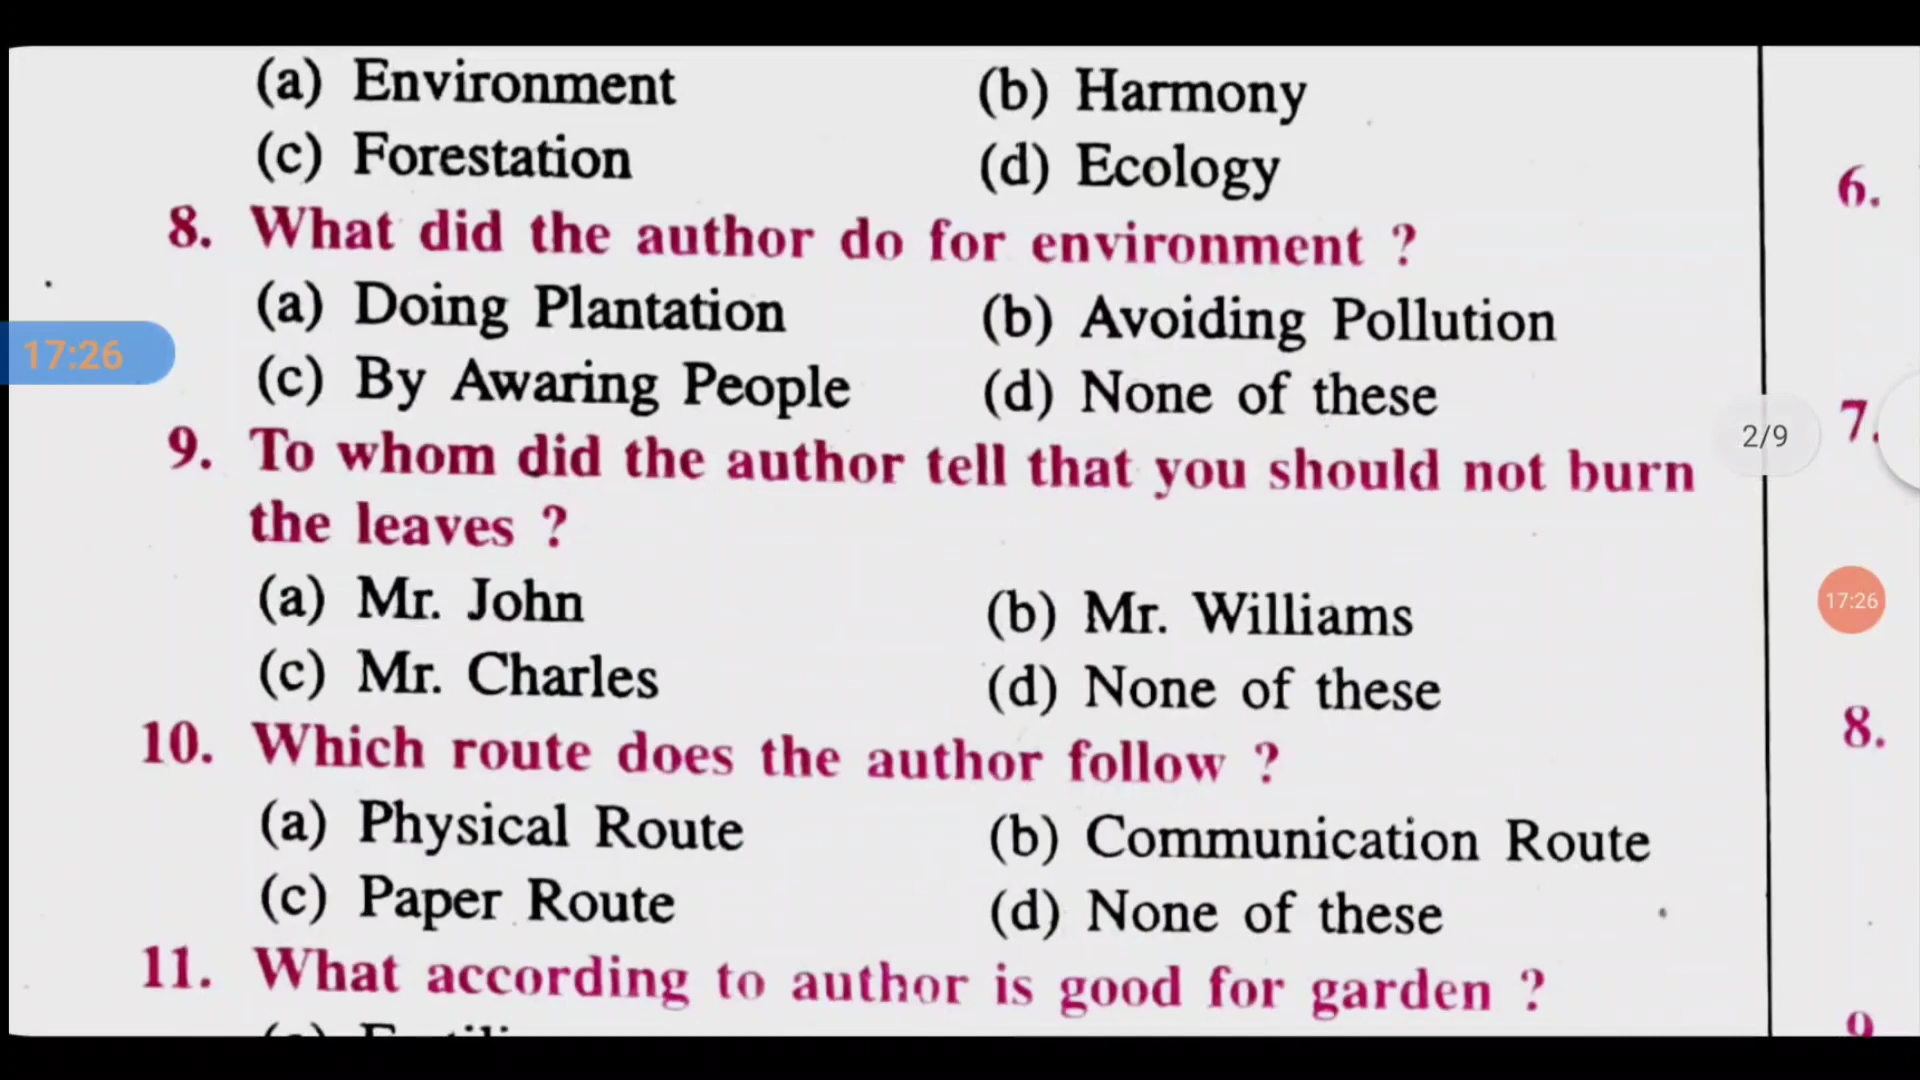 (a) Environment (b) Harmony
(c) Forestation (d) Ecology
8. What did the author do for environment ?
(a) Doing Plantation (b) Avoiding Pollution
(c) By Awaring People (d) None of these
9. To whom did the author tell that you should not burn
the leaves ?
(a) Mr. John (b) Mr. Williams
(c) Mr. Charles (d) None of these
10. Which route does the author follow ?
(a) Physical Route (b) Communication Route
(c) Paper Route (d) None of these
11. What according to author is good for garden ?
6.
7.
8.
17:26
2/9
17:26